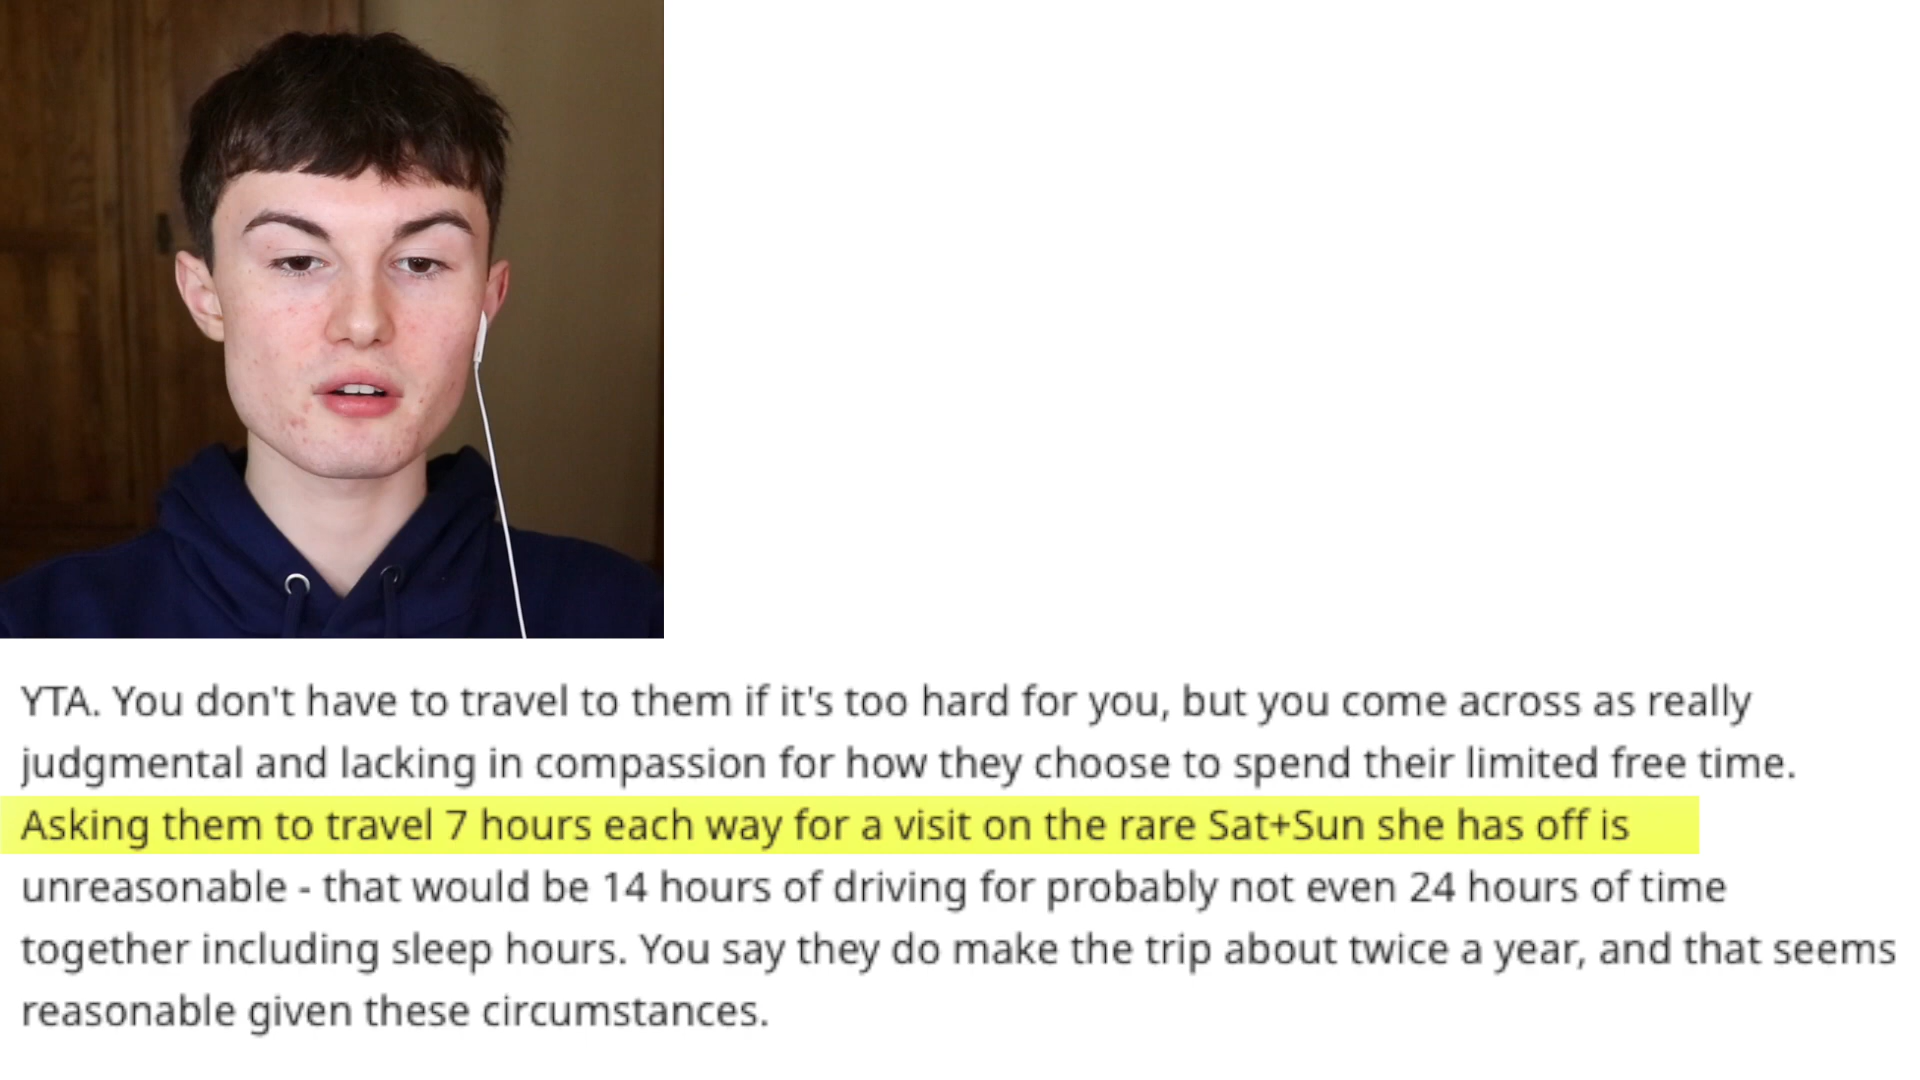 YTA. You don't have to travel to them if it's too hard for you, but you come across as really
judgmental and lacking in compassion for how they choose to spend their limited free time.
Asking them to travel 7 hours each way for a visit on the rare Sat+Sun she has off is
unreasonable - that would be 14 hours of driving for probably not even 24 hours of time
together including sleep hours. You say they do make the trip about twice a year, and that seems
reasonable given these circumstances.